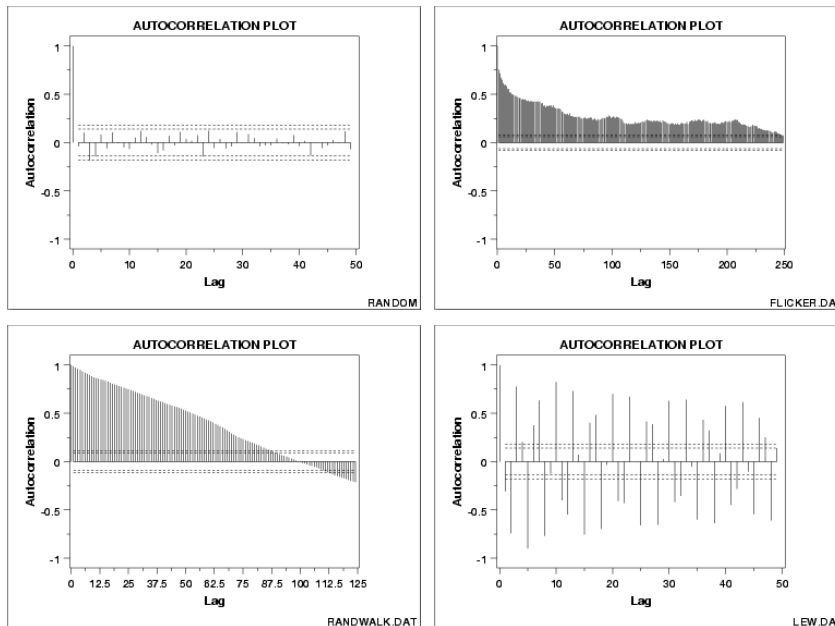 AUTOCORRELATION PLOT
Autocorrelation
1
0.5
0
-0.5
-1
0 10 20 30 40 50
Lag
RANDOM
AUTOCORRELATION PLOT
Autocorrelation
1
0.5
0
-0.5
-1
0 50 100 150 200 250
Lag
FLICKER.DA
AUTOCORRELATION PLOT
Autocorrelation
1
0.5
0
-0.5
-1
0 12.5 25 37.5 50 62.5 75 87.5 100 112.5 125
Lag
RANDWALK.DAT
AUTOCORRELATION PLOT
Autocorrelation
1
0.5
0
-0.5
-1
0 10 20 30 40 50
Lag
LEW.DA